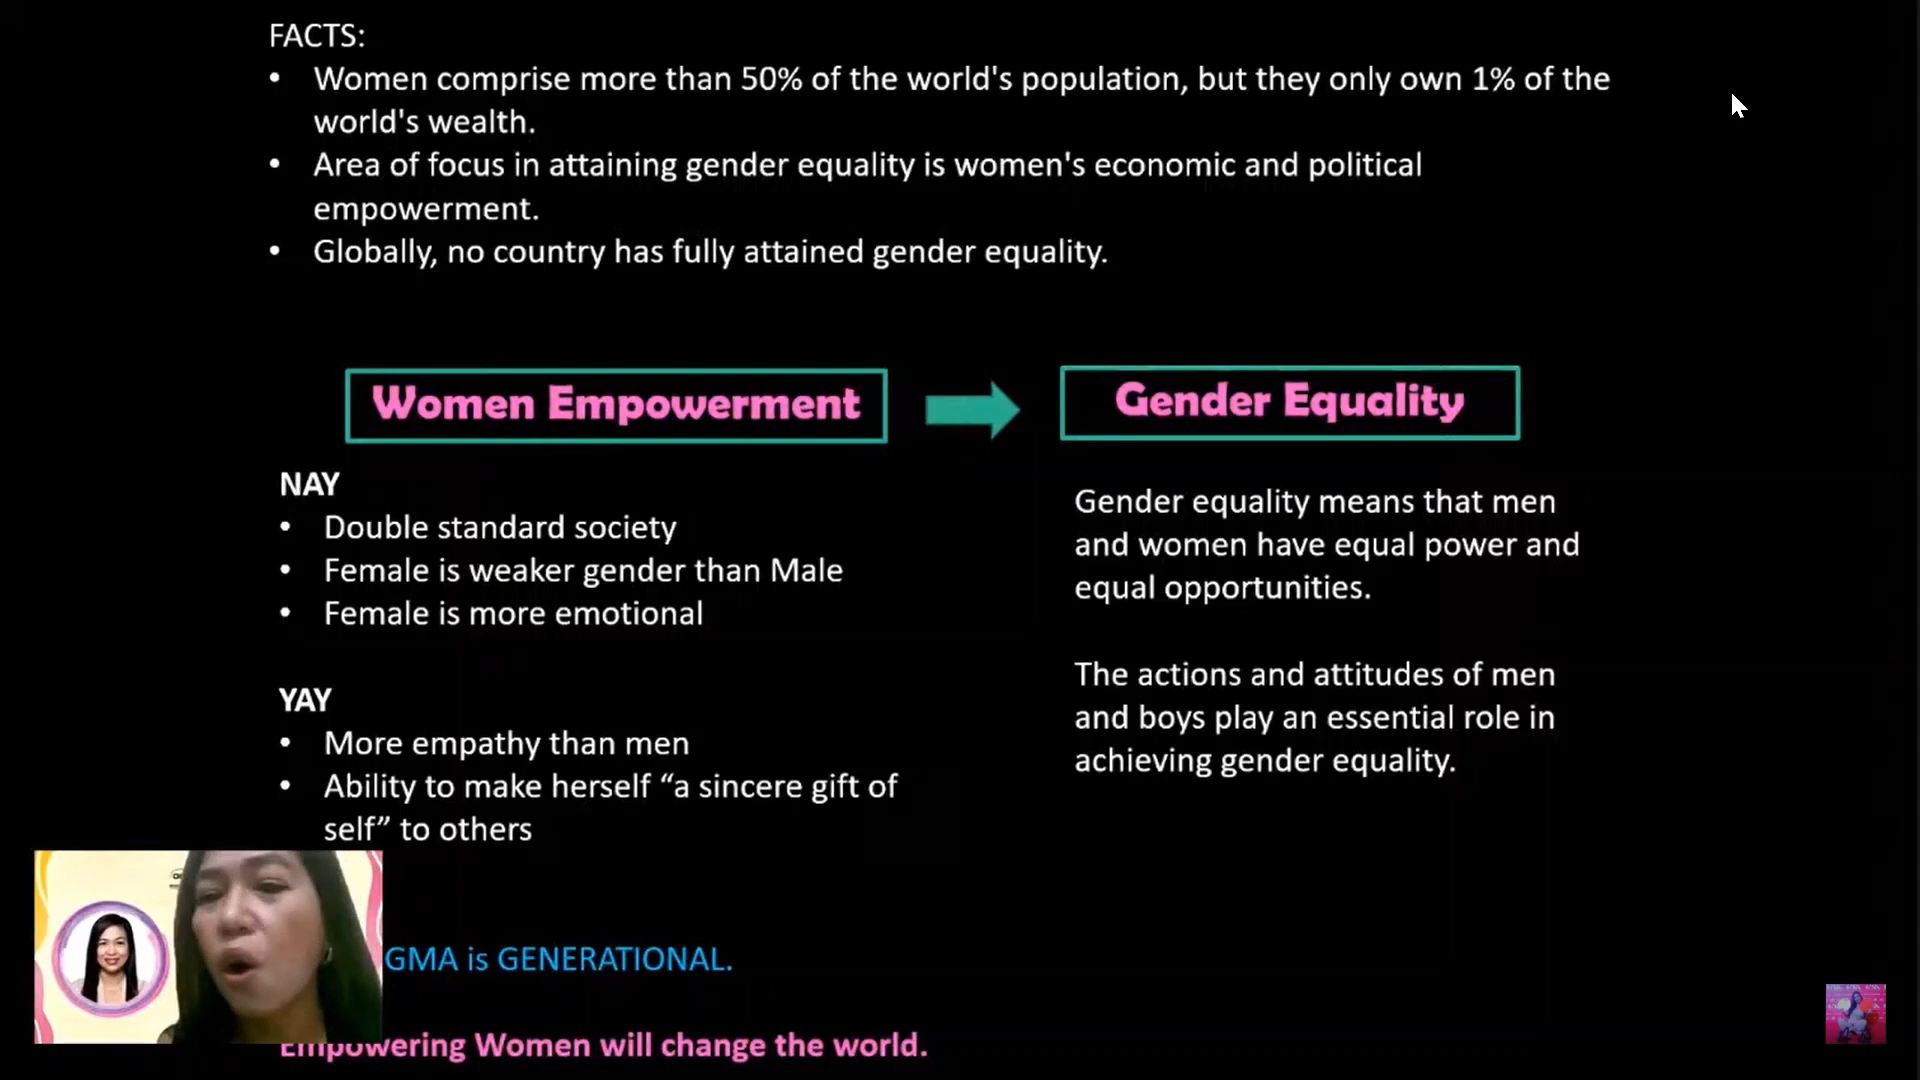 FACTS:
• Women comprise more than 50% of the world's population, but they only own 1% of the
world's wealth.
• Area of focus in attaining gender equality is women's economic and political
empowerment.
• Globally, no country has fully attained gender equality.
Women Empowerment
Gender Equality
NAY
• Double standard society
• Female is weaker gender than Male
• Female is more emotional
YAY
• More empathy than men
• Ability to make herself “a sincere gift of
self” to others
Gender equality means that men
and women have equal power and
equal opportunities.
The actions and attitudes of men
and boys play an essential role in
achieving gender equality.
GMA is GENERATIONAL.
Empowering Women will change the world.